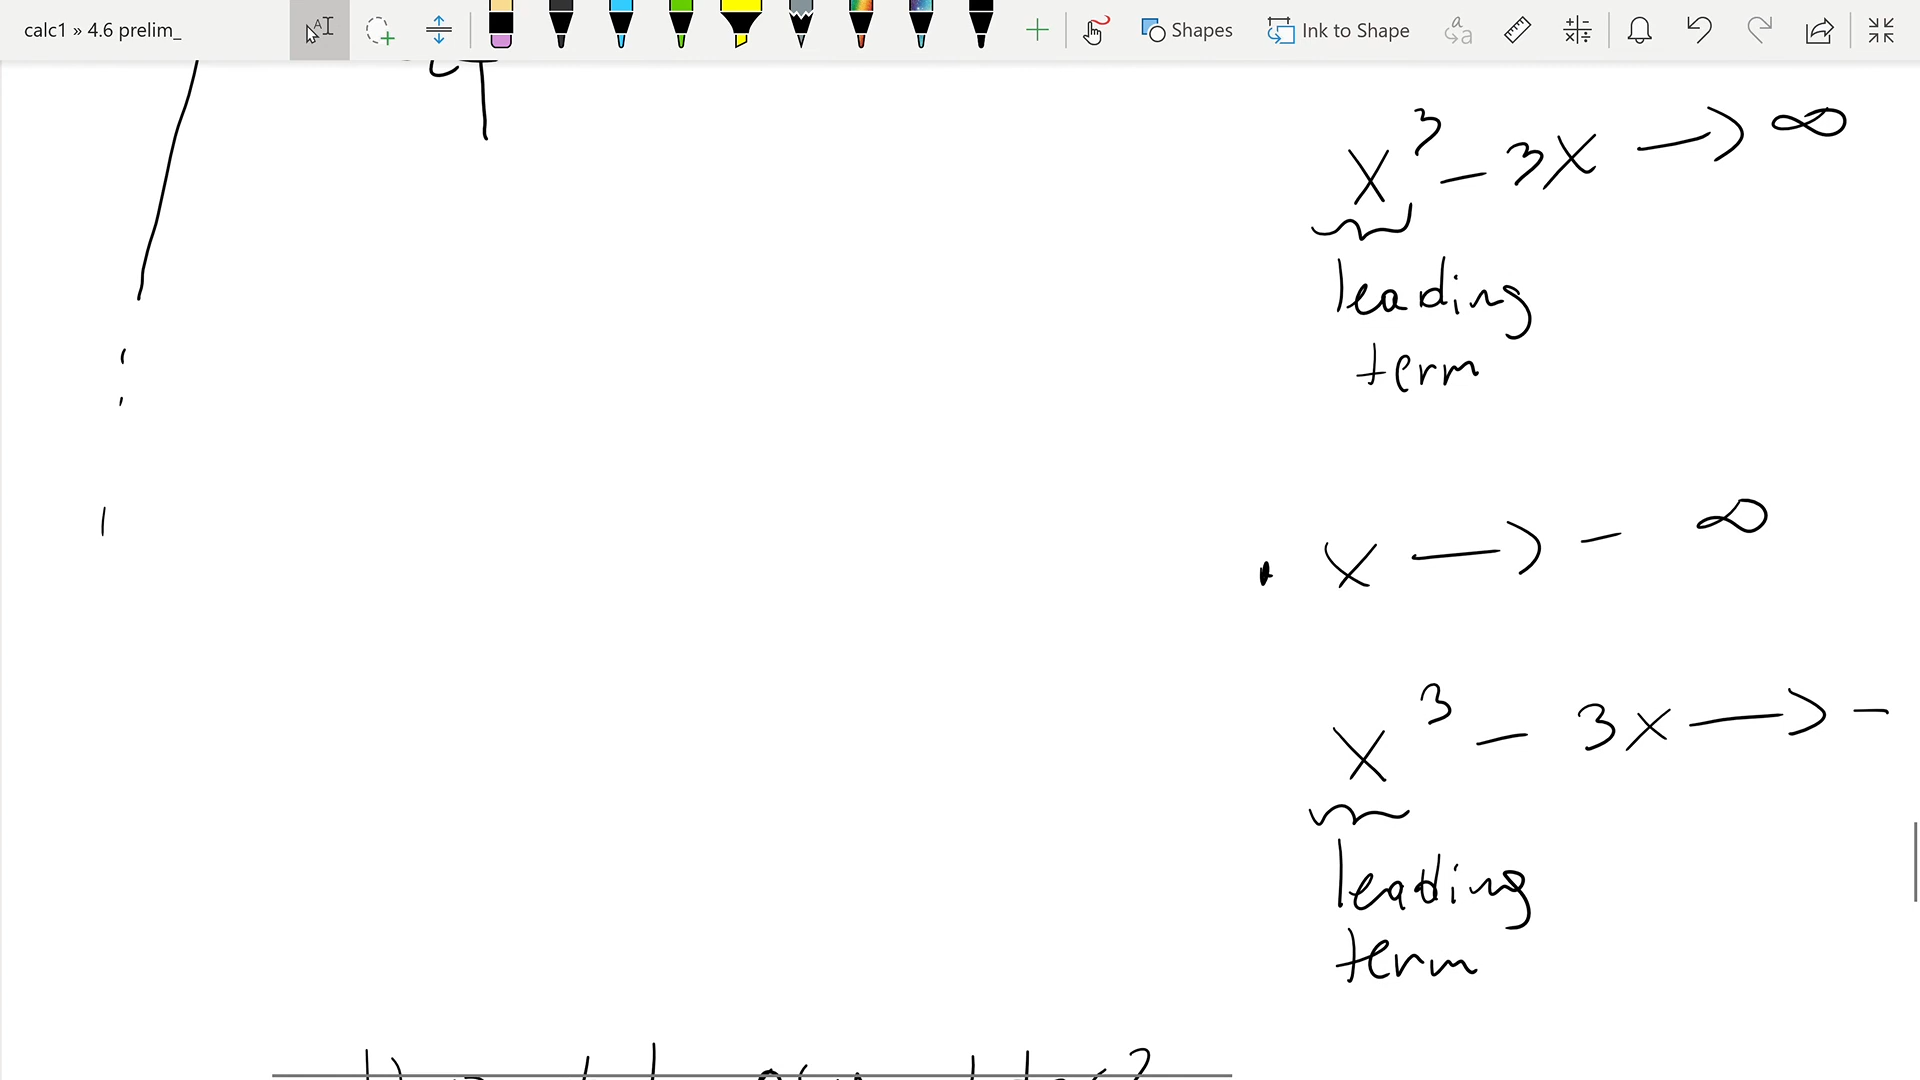 calc1 » 4.6 prelim_
Shapes
Ink to Shape
x³ - 3x → ∞
leading
term
• x → - ∞
x³ - 3x → -
leading
term